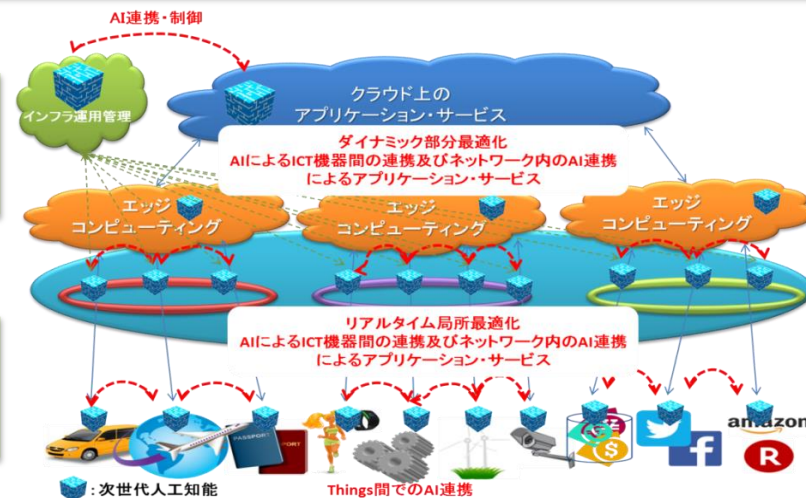 AI連携・制御
インフラ運用管理
クラウド上の
アプリケーション・サービス
ダイナミック部分最適化
AIによるICT機器間の連携及びネットワーク内のAI連携
によるアプリケーション・サービス
エッジ
コンピューティング
エッジ
コンピューティング
エッジ
コンピューティング
リアルタイム局所最適化
AIによるICT機器間の連携及びネットワーク内のAI連携
によるアプリケーション・サービス
PASSPORT
PORT
$
f
amazon
R
:次世代人工知能
Things間でのAI連携